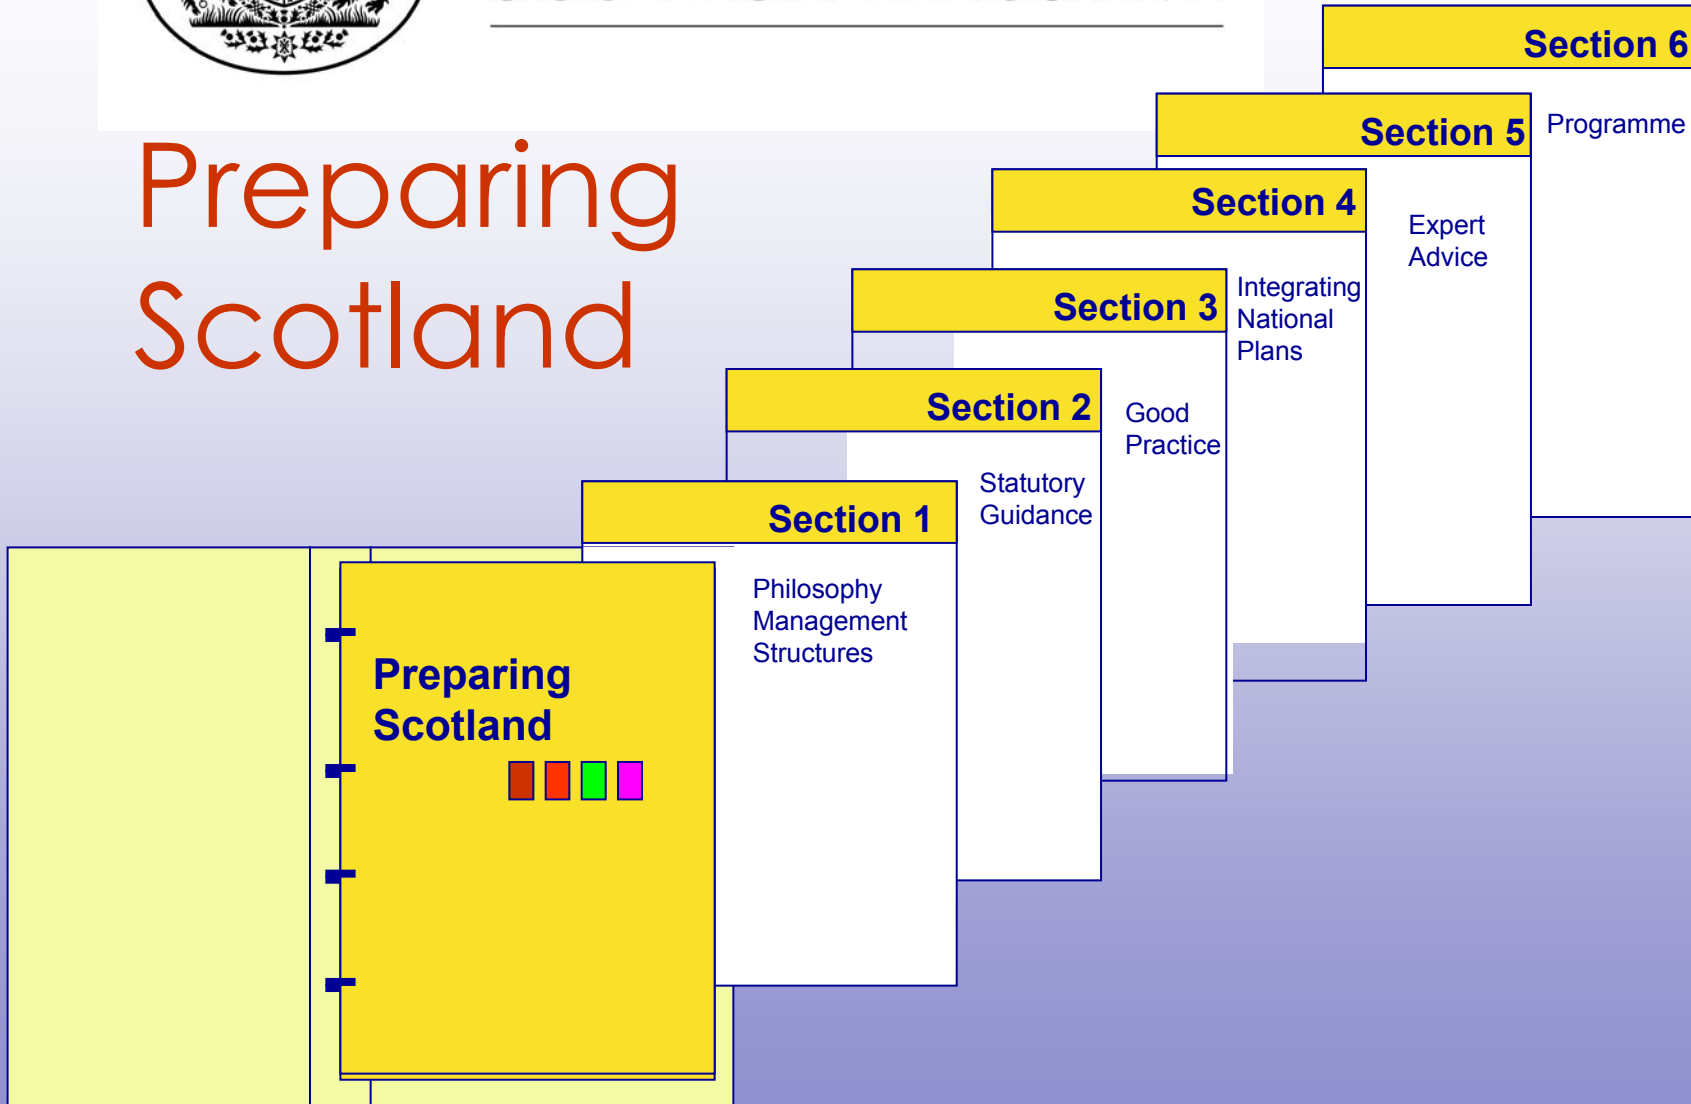 Preparing
Scotland
Section 6
Programme
Section 5
Expert
Advice
Section 4
Integrating
National
Plans
Section 3
Good
Practice
Section 2
Statutory
Guidance
Section 1
Philosophy
Management
Structures
Preparing
Scotland